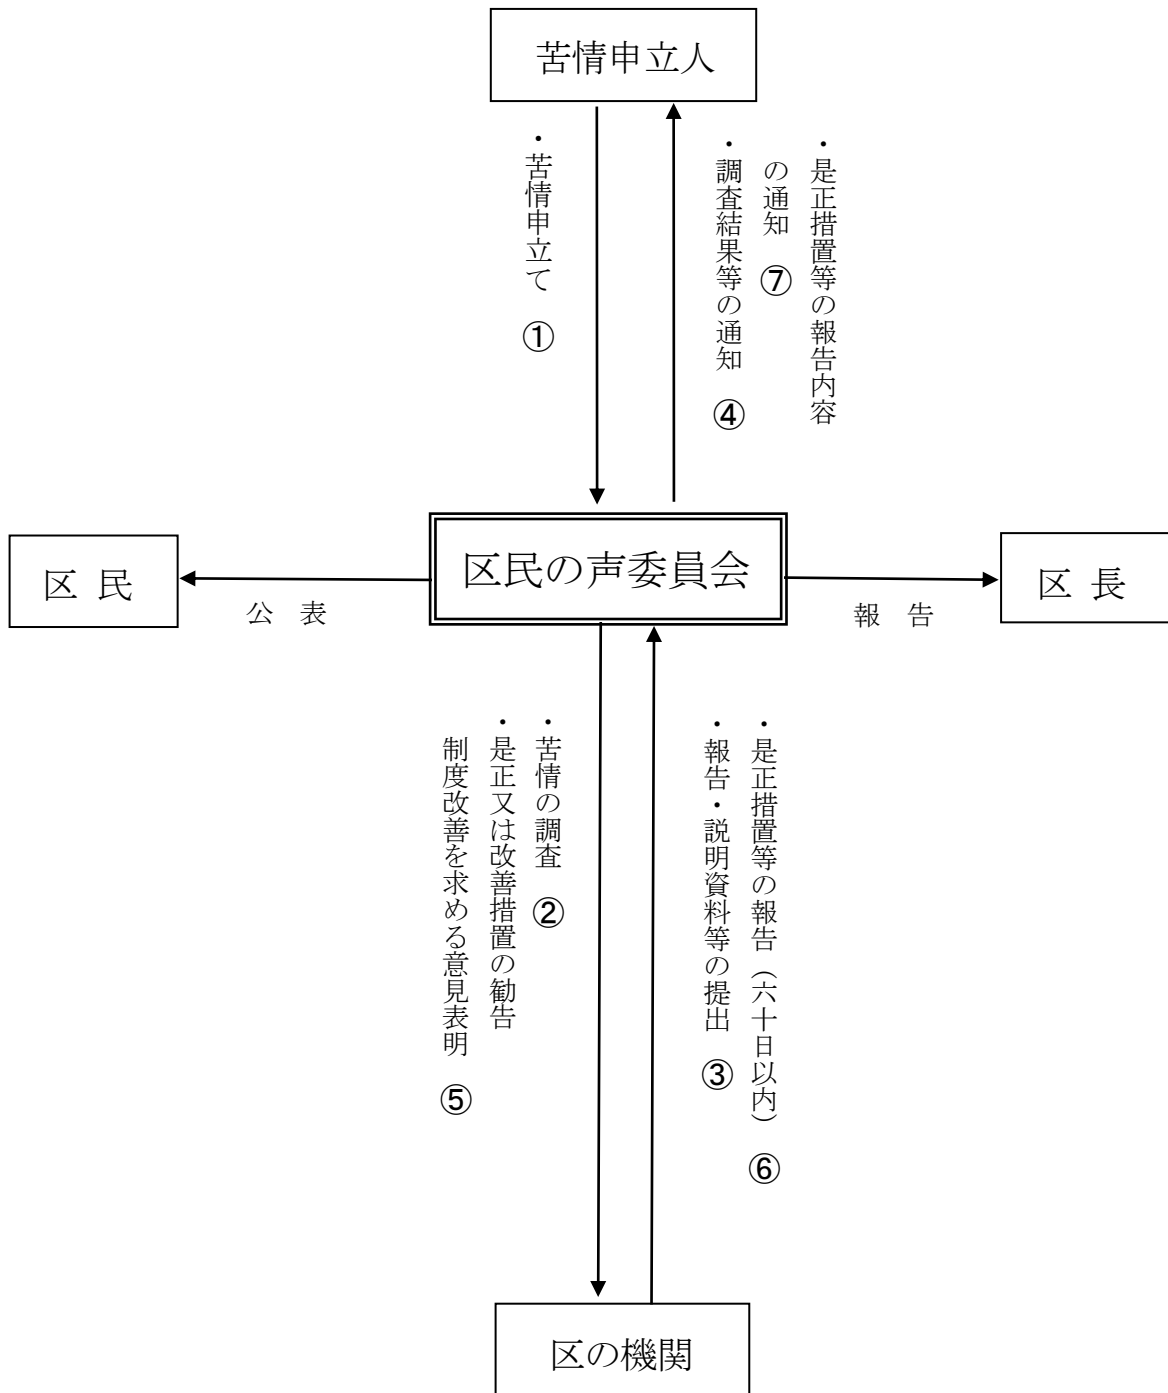 苦情申立人
・苦情申立て ①
・是正措置等の報告内容
の通知 ⑦
・調査結果等の通知 ④
区民の声委員会
区 民
公 表
区 長
報 告
・苦情の調査 ②
・是正又は改善措置の勧告
制度改善を求める意見表明 ⑤
・是正措置等の報告（六十日以内） ⑥
・報告・説明資料等の提出 ③
区の機関